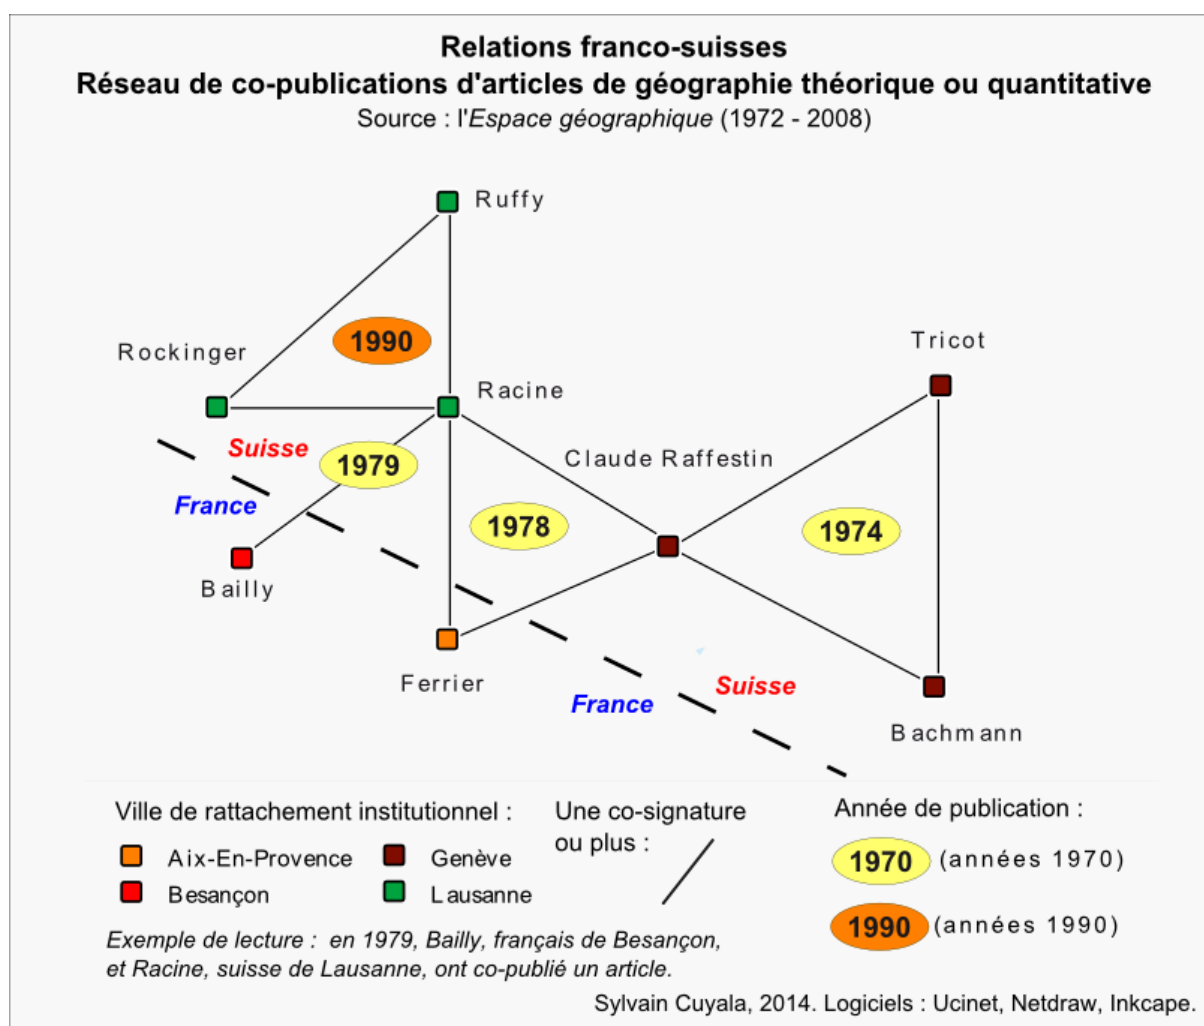 Relations franco-suisses
Réseau de co-publications d'articles de géographie théorique ou quantitative
Source : l'Espace géographique (1972 - 2008)
Ruffy
1990
Rockinger
Tricot
Racine
Suisse
1979
Claude Raffestin
France
1978
1974
Bailly
Ferrier
Suisse
France
Bachmann
Ville de rattachement institutionnel :
Aix-En-Provence
Genève
Besançon
Lausanne
Une co-signature
ou plus :
Année de publication :
1970 (années 1970)
1990 (années 1990)
Exemple de lecture : en 1979, Bailly, français de Besançon,
et Racine, suisse de Lausanne, ont co-publié un article.
Sylvain Cuyala, 2014. Logiciels : Ucinet, Netdraw, Inkcape.